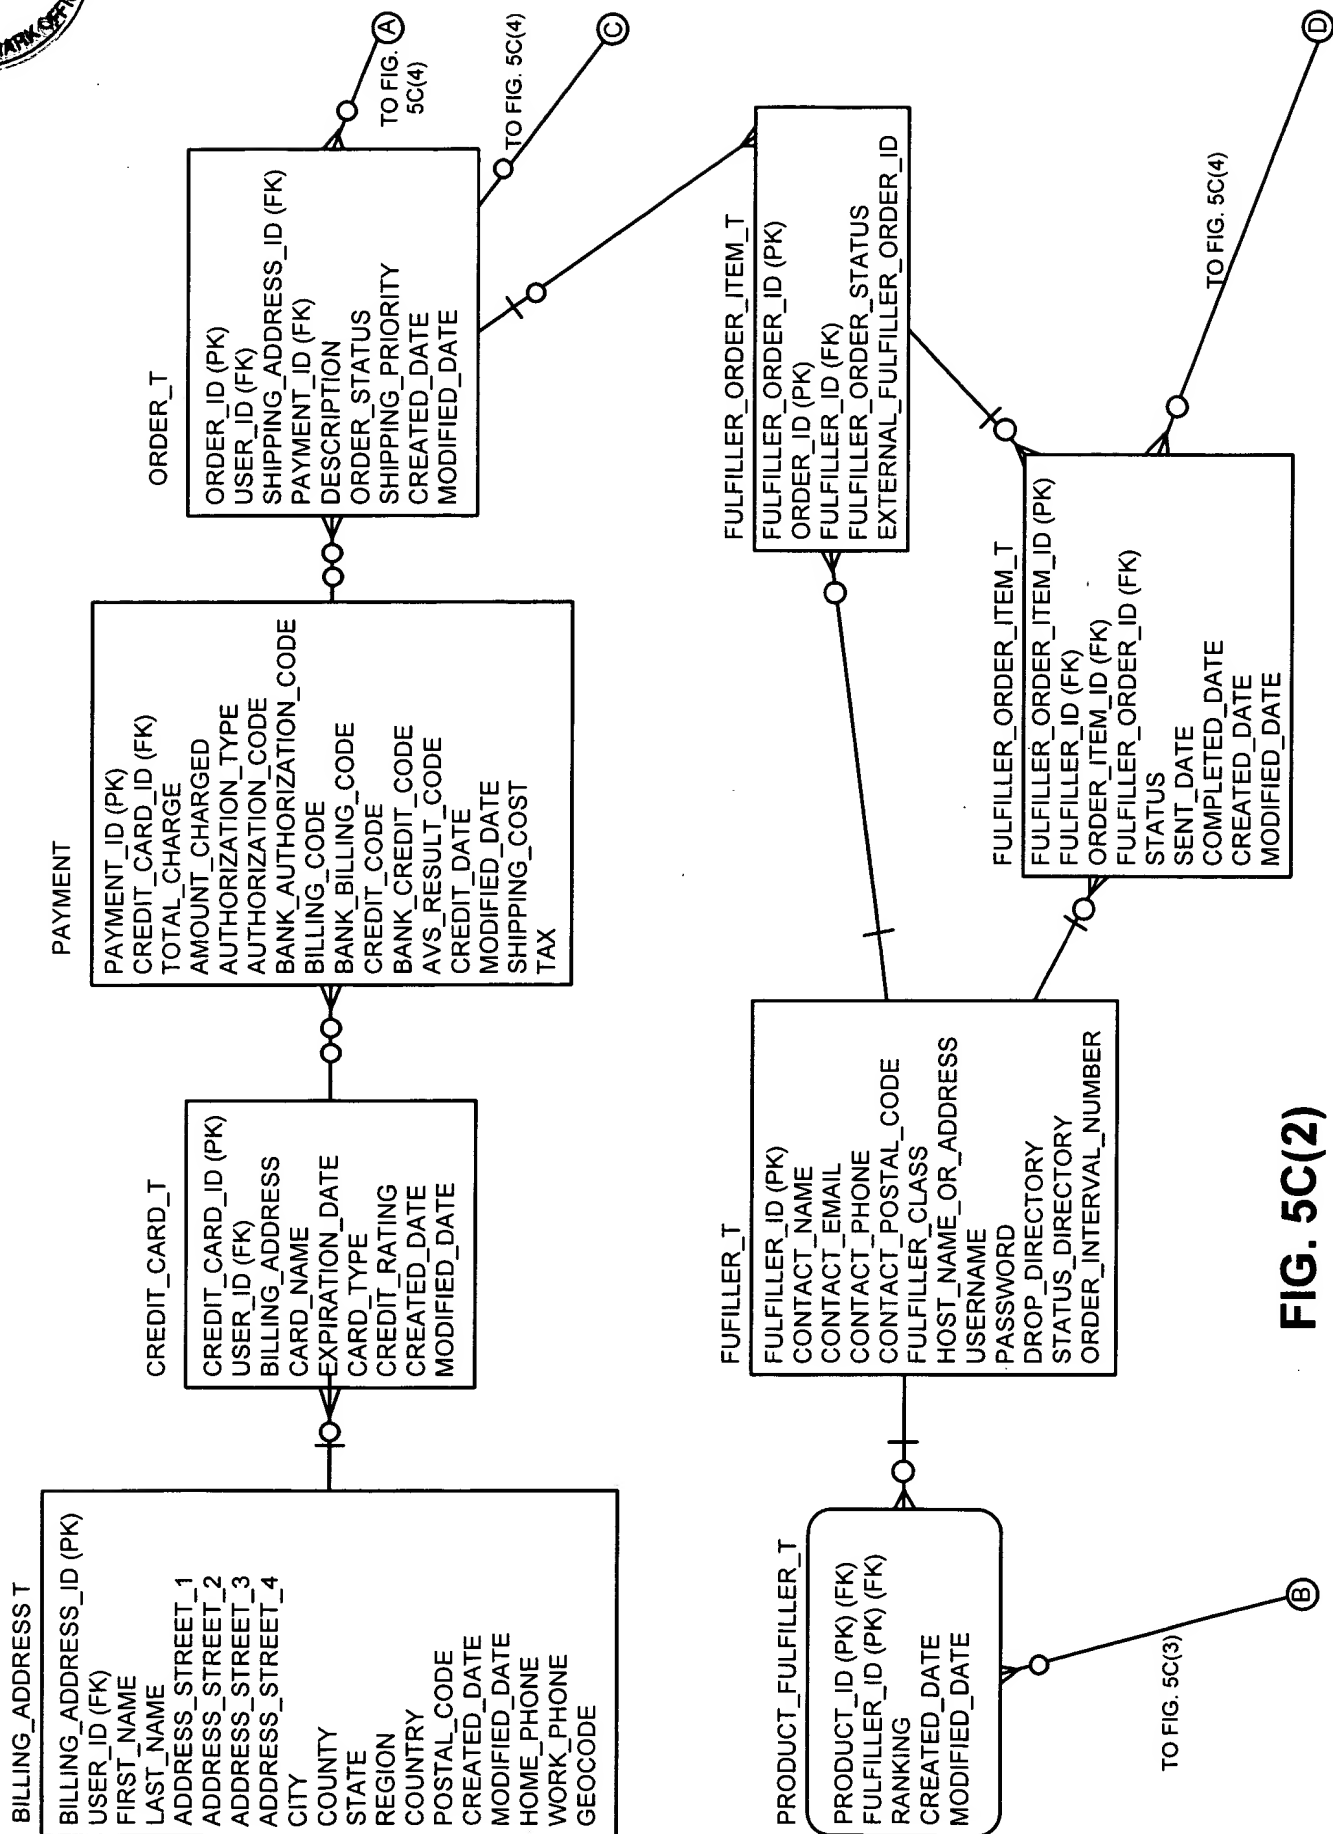 BILLING_ADDRESS T
BILLING_ADDRESS_ID (PK)
USER_ID (FK)
FIRST_NAME
LAST_NAME
ADDRESS_STREET_1
ADDRESS_STREET_2
ADDRESS_STREET_3
ADDRESS_STREET_4
CITY
COUNTY
STATE
REGION
COUNTRY
POSTAL_CODE
CREATED_DATE
MODIFIED_DATE
HOME_PHONE
WORK_PHONE
GEOCODE
CREDIT_CARD_T
CREDIT_CARD_ID (PK)
USER_ID (FK)
BILLING_ADDRESS
CARD_NAME
EXPIRATION_DATE
CARD_TYPE
CREDIT_RATING
CREATED_DATE
MODIFIED_DATE
PAYMENT
PAYMENT_ID (PK)
CREDIT_CARD_ID (FK)
TOTAL_CHARGE
AMOUNT_CHARGED
AUTHORIZATION_TYPE
AUTHORIZATION_CODE
BANK_AUTHORIZATION_CODE
BILLING_CODE
BANK_BILLING_CODE
CREDIT_CODE
BANK_CREDIT_CODE
AVS_RESULT_CODE
CREDIT_DATE
MODIFIED_DATE
SHIPPING_COST
TAX
ORDER_T
ORDER_ID (PK)
USER_ID (FK)
SHIPPING_ADDRESS_ID (FK)
PAYMENT_ID (FK)
DESCRIPTION
ORDER_STATUS
SHIPPING_PRIORITY
CREATED_DATE
MODIFIED_DATE
A
TO FIG.
5C(4)
TO FIG. 5C(4)
C
PRODUCT_FULFILLER_T
PRODUCT_ID (PK) (FK)
FULFILLER_ID (PK) (FK)
RANKING
CREATED_DATE
MODIFIED_DATE
TO FIG. 5C(3)
B
FUFILLER_T
FULFILLER_ID (PK)
CONTACT_NAME
CONTACT_EMAIL
CONTACT_PHONE
CONTACT_POSTAL_CODE
FULFILLER_CLASS
HOST_NAME_OR_ADDRESS
USERNAME
PASSWORD
DROP_DIRECTORY
STATUS_DIRECTORY
ORDER_INTERVAL_NUMBER
FULFILLER_ORDER_ITEM_T
FULFILLER_ORDER_ID (PK)
ORDER_ID (PK)
FULFILLER_ID (FK)
FULFILLER_ORDER_STATUS
EXTERNAL_FULFILLER_ORDER_ID
FULFILLER_ORDER_ITEM_T
FULFILLER_ORDER_ITEM_ID (PK)
FULFILLER_ID (FK)
ORDER_ITEM_ID (FK)
FULFILLER_ORDER_ID (FK)
STATUS
SENT_DATE
COMPLETED_DATE
CREATED_DATE
MODIFIED_DATE
TO FIG. 5C(4)
D
FIG. 5C(2)